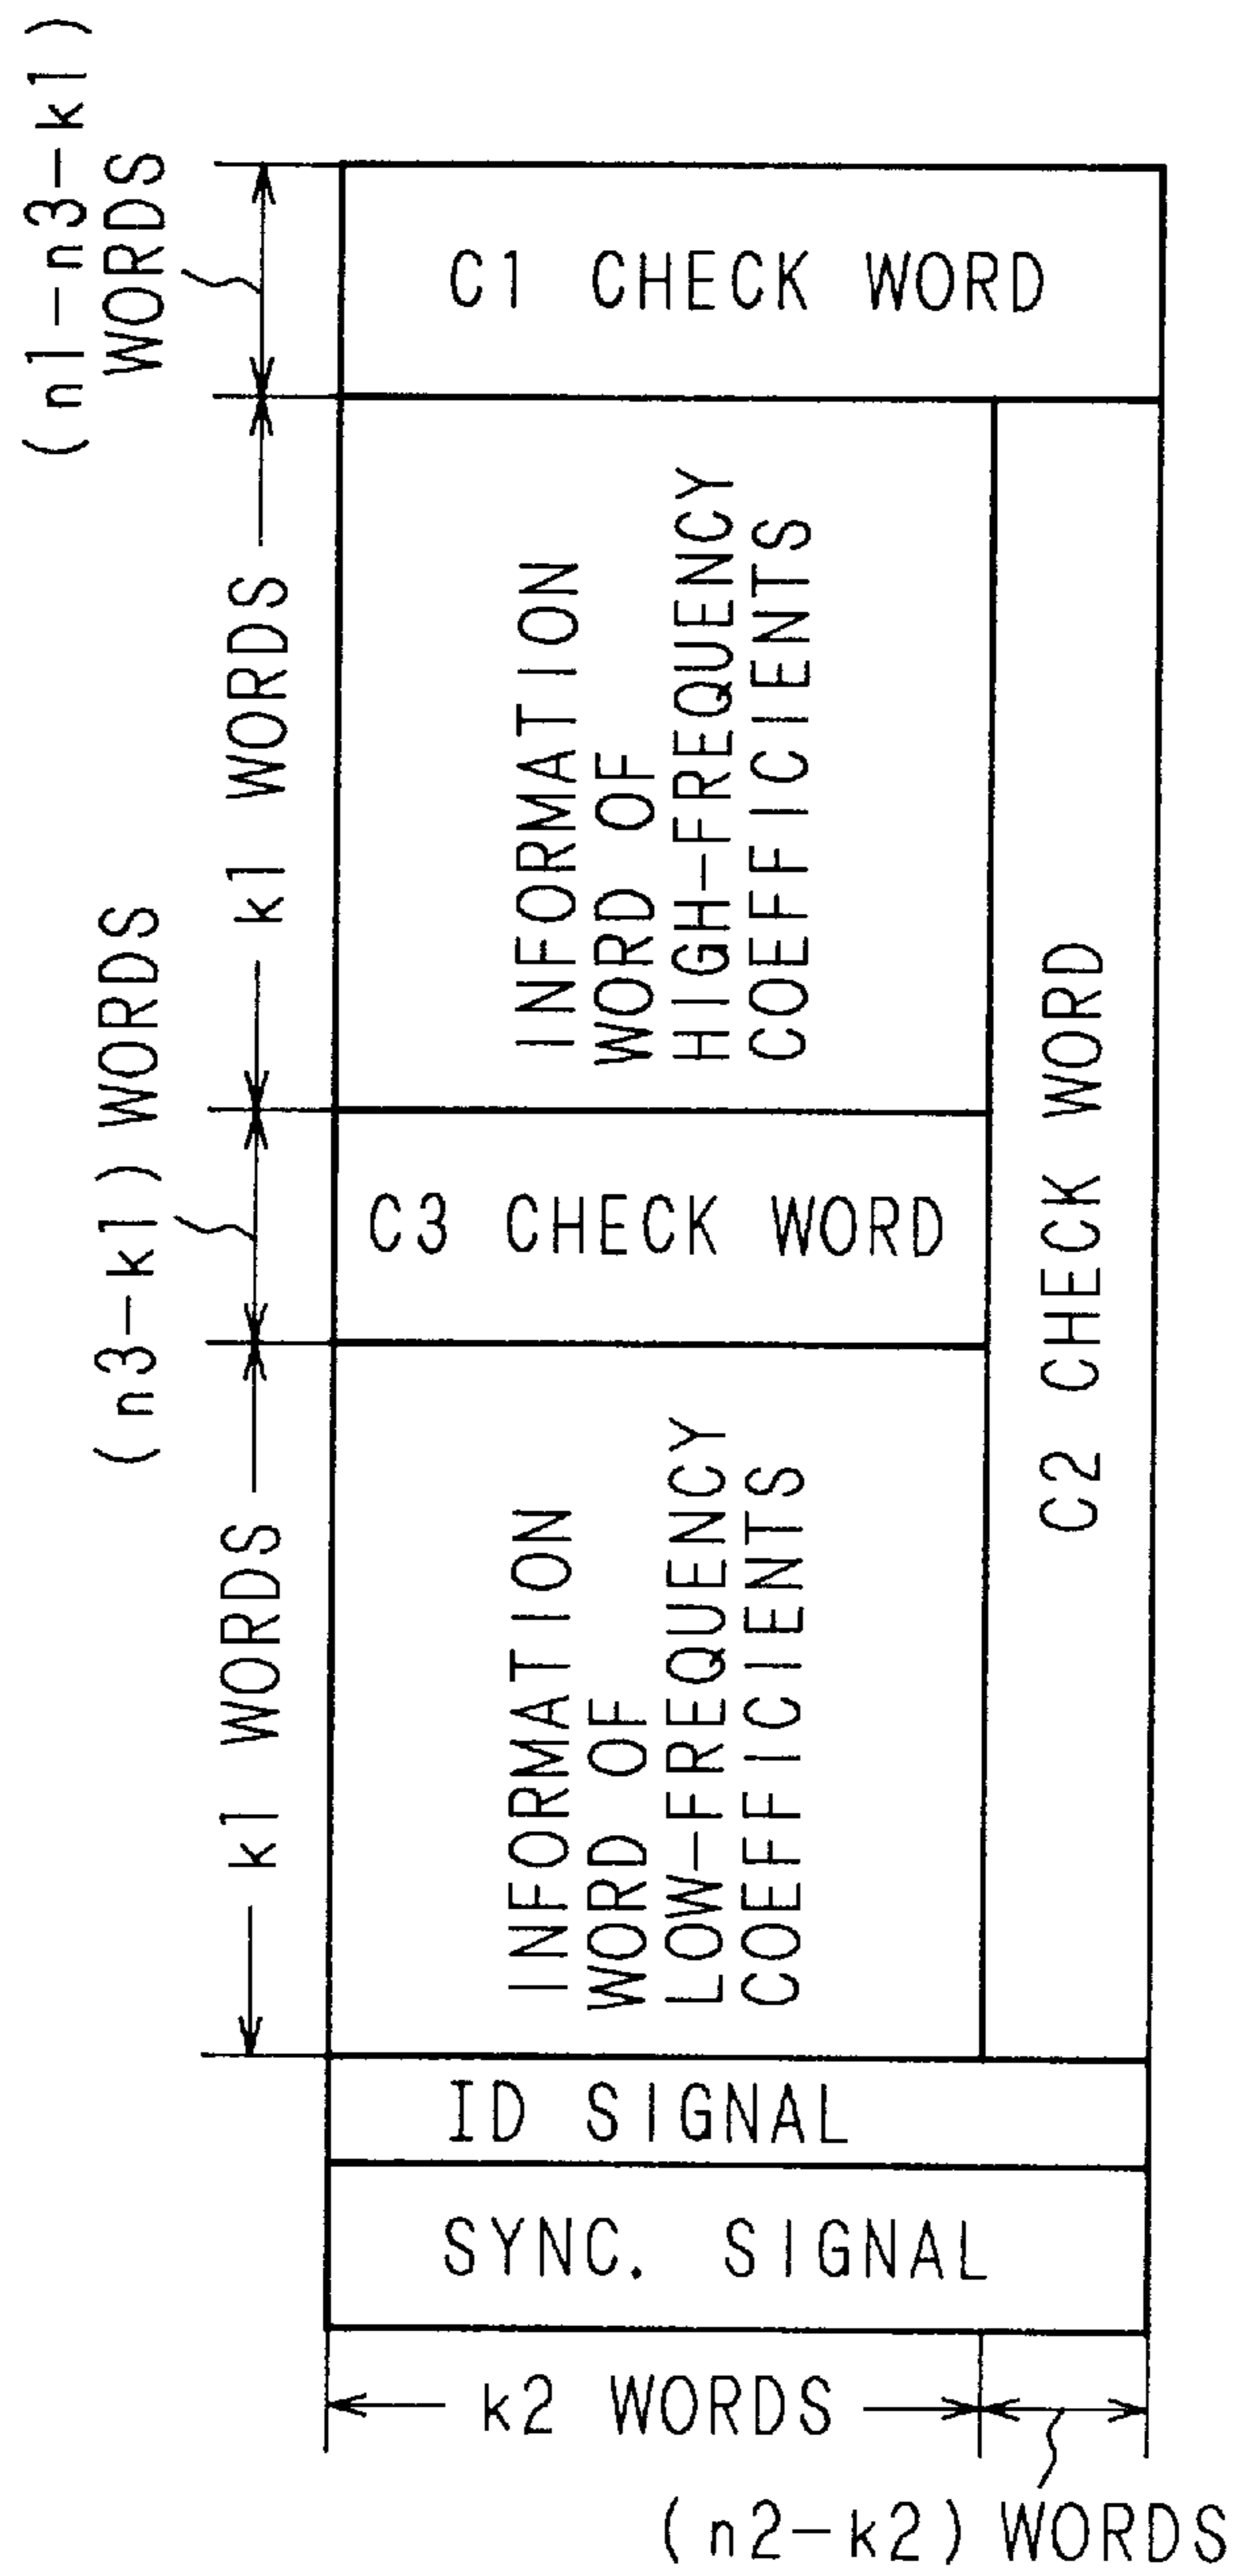 (n1-n3-k1)
WORDS
C1 CHECK WORD
k1 WORDS
INFORMATION
WORD OF
HIGH-FREQUENCY
COEFFICIENTS
(n3-k1) WORDS
C3 CHECK WORD
C2 CHECK WORD
k1 WORDS
INFORMATION
WORD OF
LOW-FREQUENCY
COEFFICIENTS
ID SIGNAL
SYNC. SIGNAL
k2 WORDS
(n2-k2) WORDS